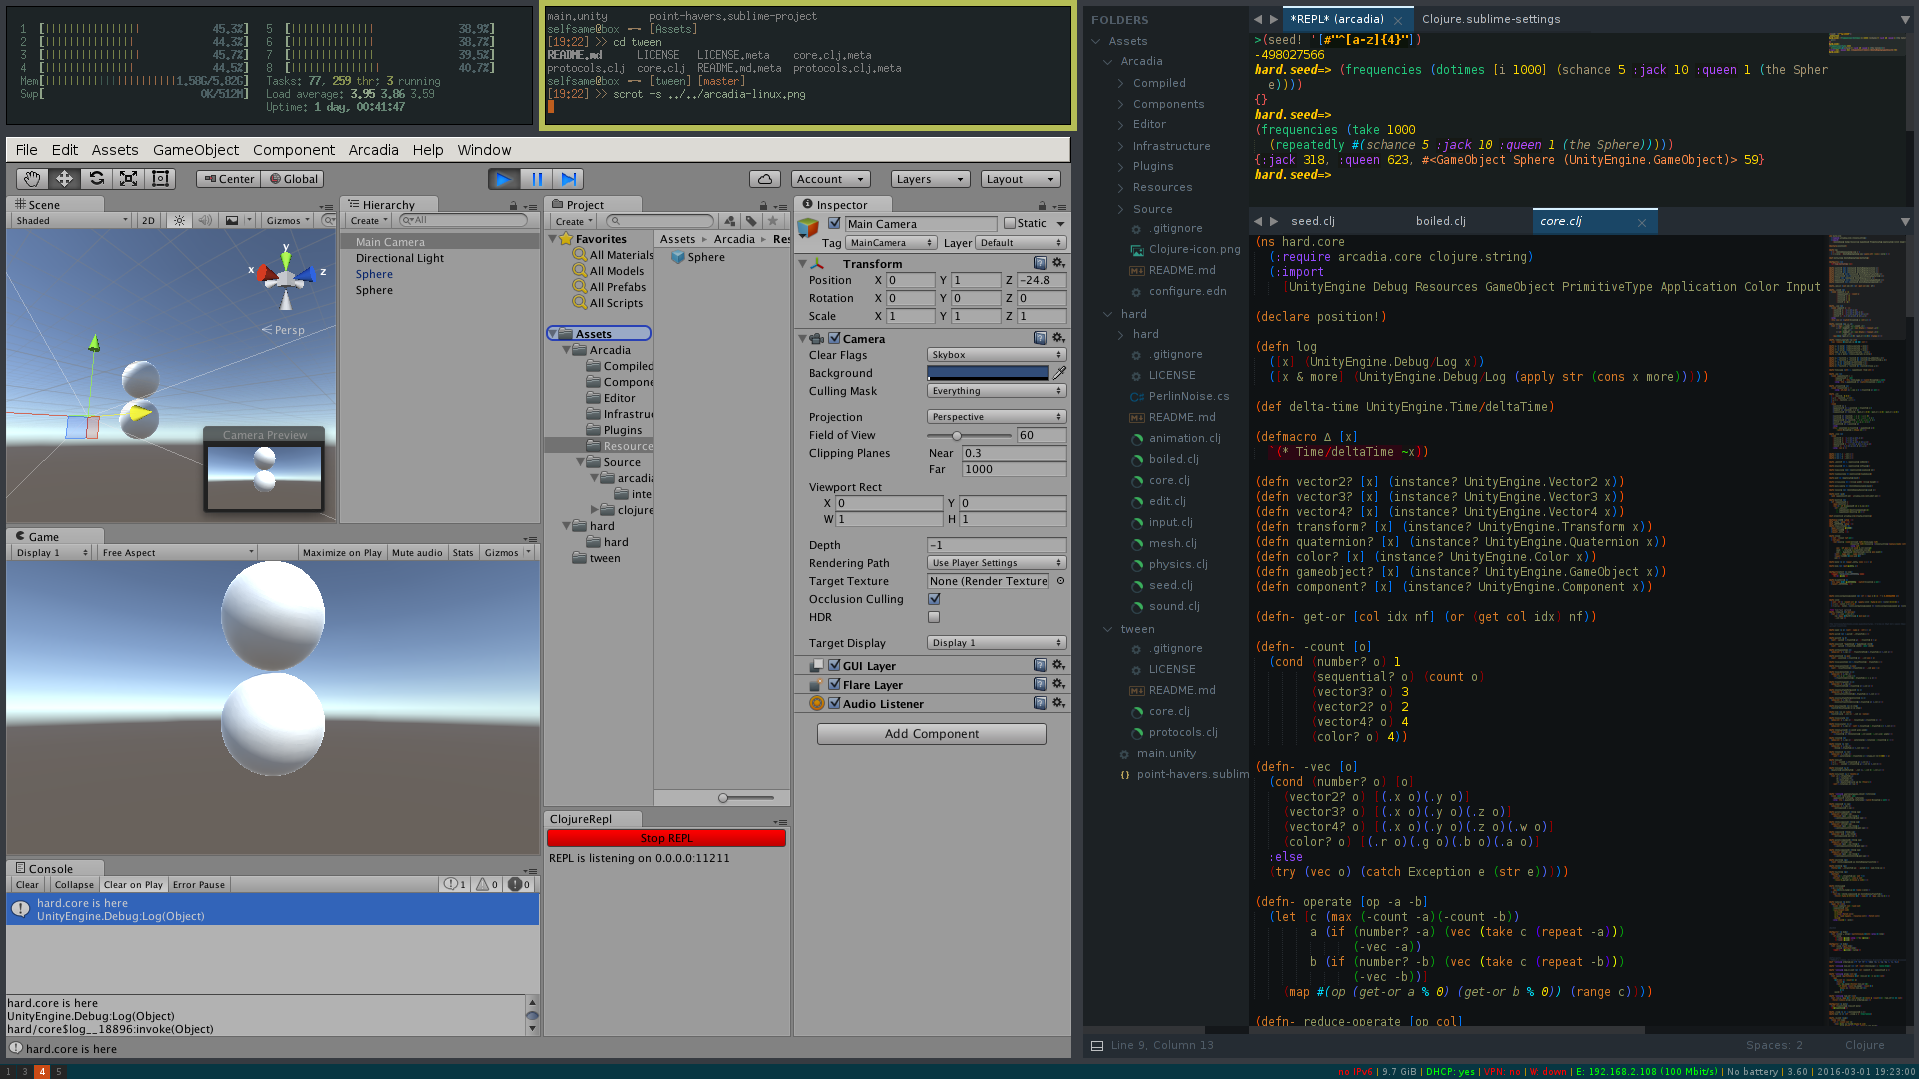 1 [||||||||||||||| 45.3%] 5 [|||||||||||||| 38.9%]
2 [||||||||||||||| 44.3%] 6 [||||||||||||| 38.7%]
3 [||||||||||||||| 45.7%] 7 [|||||||||||||| 39.5%]
4 [||||||||||||||| 44.5%] 8 [|||||||||||||| 40.7%]
Mem[||||||||||||||||||||1.58G/5.82G] Tasks: 77, 259 thr; 3 running
Swp[ 0K/512M] Load average: 3.95 3.86 3.59
Uptime: 1 day, 00:41:47
main.unity point-havers.sublime-project
selfsame@box ── [Assets]
[19:22] >> cd tween
README.md LICENSE LICENSE.meta core.clj.meta
protocols.clj core.clj README.md.meta protocols.clj.meta
selfsame@box ── [tween] [master]
[19:22] >> scrot -s ../../arcadia-linux.png
File Edit Assets GameObject Component Arcadia Help Window
Center Global
Account Layers Layout
Scene
Shaded 2D Gizmos
y
x
z
Persp
Camera Preview
Hierarchy
Create All
Main Camera
Directional Light
Sphere
Sphere
Game
Display 1 Free Aspect Maximize on Play Mute audio Stats Gizmos
Console
Clear Collapse Clear on Play Error Pause 1 0 0
hard.core is here
UnityEngine.Debug:Log(Object)
hard.core is here
UnityEngine.Debug:Log(Object)
hard/core$log__18896:invoke(Object)
hard.core is here
Project
Create
Favorites
All Materials
All Models
All Prefabs
All Scripts
Assets
Arcadia
Compiled
Compone
Editor
Infrastruc
Plugins
Resource
Source
arcadia
inte
clojure
hard
hard
tween
Assets Arcadia Res
Sphere
ClojureRepl
Stop REPL
REPL is listening on 0.0.0.0:11211
Inspector
Main Camera Static
Tag MainCamera Layer Default
Transform
Position X 0 Y 1 Z -24.8
Rotation X 0 Y 0 Z 0
Scale X 1 Y 1 Z 1
Camera
Clear Flags Skybox
Background
Culling Mask Everything
Projection Perspective
Field of View 60
Clipping Planes Near 0.3
Far 1000
Viewport Rect
X 0 Y 0
W 1 H 1
Depth -1
Rendering Path Use Player Settings
Target Texture None (Render Texture
Occlusion Culling
HDR
Target Display Display 1
GUI Layer
Flare Layer
Audio Listener
Add Component
FOLDERS
Assets
Arcadia
Compiled
Components
Editor
Infrastructure
Plugins
Resources
Source
.gitignore
Clojure-icon.png
README.md
configure.edn
hard
hard
.gitignore
LICENSE
PerlinNoise.cs
README.md
animation.clj
boiled.clj
core.clj
edit.clj
input.clj
mesh.clj
physics.clj
seed.clj
sound.clj
tween
.gitignore
LICENSE
README.md
core.clj
protocols.clj
main.unity
point-havers.sublim
*REPL* (arcadia) Clojure.sublime-settings
>(seed! '[#"^[a-z]{4}"])
-498027566
hard.seed=> (frequencies (dotimes [i 1000] (schance 5 :jack 10 :queen 1 (the Spher
e))))
{}
hard.seed=>
(frequencies (take 1000
(repeatedly #(schance 5 :jack 10 :queen 1 (the Sphere)))))
{:jack 318, :queen 623, #<GameObject Sphere (UnityEngine.GameObject)> 59}
hard.seed=>
seed.clj boiled.clj core.clj
(ns hard.core
(:require arcadia.core clojure.string)
(:import
[UnityEngine Debug Resources GameObject PrimitiveType Application Color Input
(declare position!)
(defn log
([x] (UnityEngine.Debug/Log x))
([x & more] (UnityEngine.Debug/Log (apply str (cons x more)))))
(def delta-time UnityEngine.Time/deltaTime)
(defmacro ∆ [x]
`(* Time/deltaTime ~x))
(defn vector2? [x] (instance? UnityEngine.Vector2 x))
(defn vector3? [x] (instance? UnityEngine.Vector3 x))
(defn vector4? [x] (instance? UnityEngine.Vector4 x))
(defn transform? [x] (instance? UnityEngine.Transform x))
(defn quaternion? [x] (instance? UnityEngine.Quaternion x))
(defn color? [x] (instance? UnityEngine.Color x))
(defn gameobject? [x] (instance? UnityEngine.GameObject x))
(defn component? [x] (instance? UnityEngine.Component x))
(defn- get-or [col idx nf] (or (get col idx) nf))
(defn- -count [o]
(cond (number? o) 1
(sequential? o) (count o)
(vector3? o) 3
(vector2? o) 2
(vector4? o) 4
(color? o) 4))
(defn- -vec [o]
(cond (number? o) [o]
(vector2? o) [(.x o)(.y o)]
(vector3? o) [(.x o)(.y o)(.z o)]
(vector4? o) [(.x o)(.y o)(.z o)(.w o)]
(color? o) [(.r o)(.g o)(.b o)(.a o)]
:else
(try (vec o) (catch Exception e (str e)))))
(defn- operate [op -a -b]
(let [c (max (-count -a)(-count -b))
a (if (number? -a) (vec (take c (repeat -a)))
(-vec -a))
b (if (number? -b) (vec (take c (repeat -b)))
(-vec -b))]
(map #(op (get-or a % 0) (get-or b % 0)) (range c))))
(defn- reduce-operate [op col]
Line 9, Column 13 Spaces: 2 Clojure
1 3 4 5
no IPv6 | 9.7 GiB | DHCP: yes | VPN: no | W: down | E: 192.168.2.108 (100 Mbit/s) | No battery | 3.60 | 2016-03-01 19:23:00